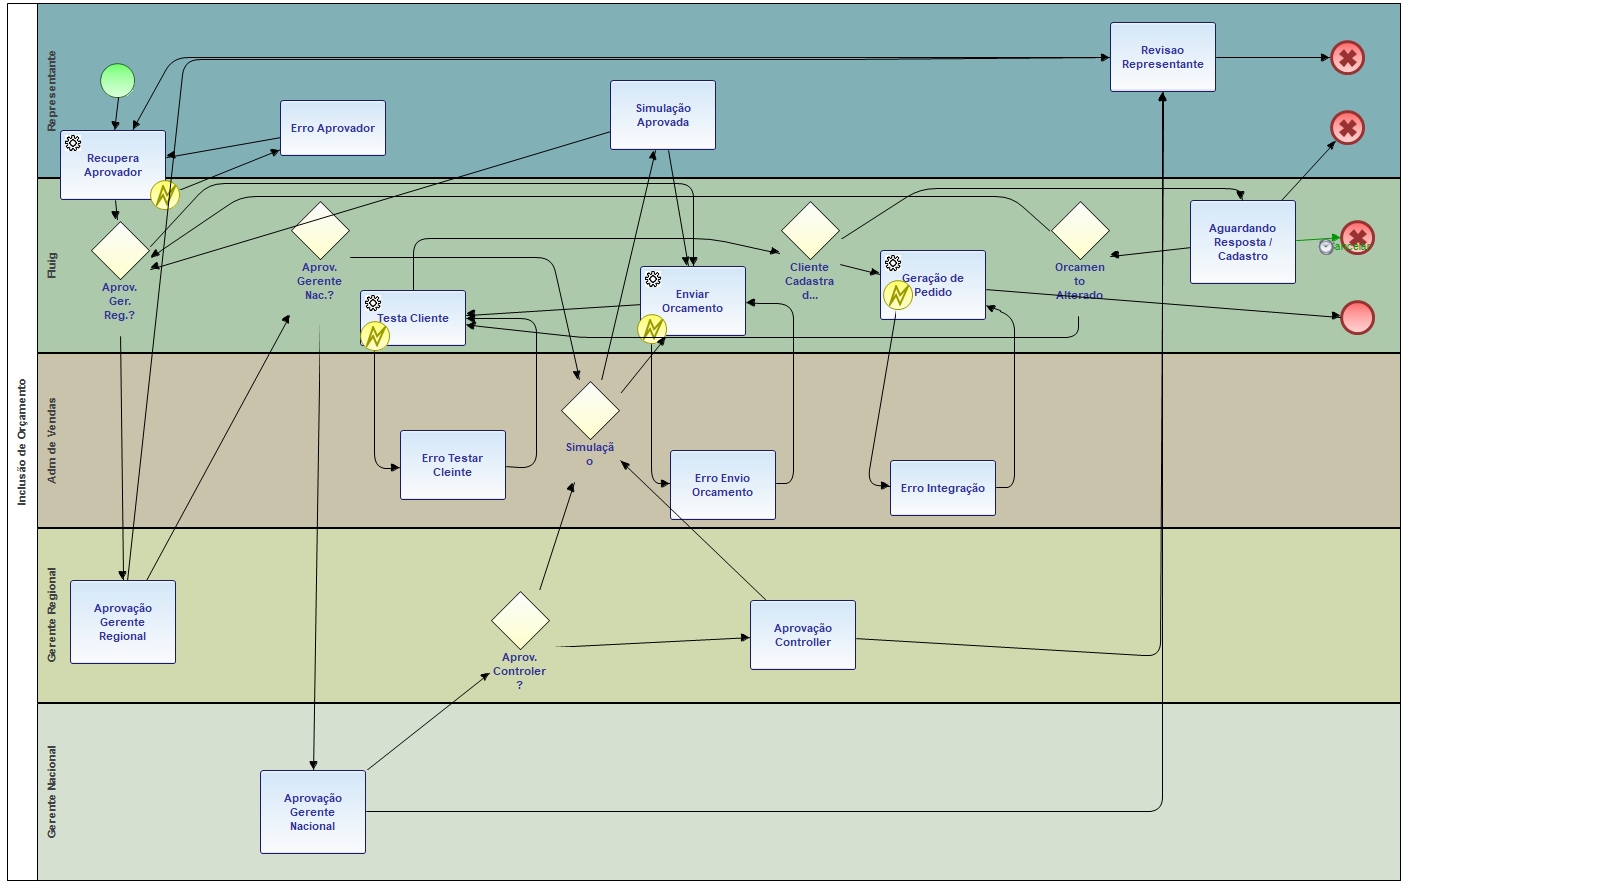 Inclusão de Orçamento
Representante
Revisao
Representante
Simulação
Aprovada
Erro Aprovador
Recupera
Aprovador
Fluig
Aprov.
Ger.
Reg.?
Aprov.
Gerente
Nac.?
Testa Cliente
Enviar
Orcamento
Cliente
Cadastra
d...
Geração de
Pedido
Orcamen
to
Alterado
Aguardando
Resposta /
Cadastro
Cancelar
Adm de Vendas
Erro Testar
Cleinte
Simulaçã
o
Erro Envio
Orcamento
Erro Integração
Gerente Regional
Aprovação
Gerente
Regional
Aprov.
Controler
?
Aprovação
Controller
Gerente Nacional
Aprovação
Gerente
Nacional